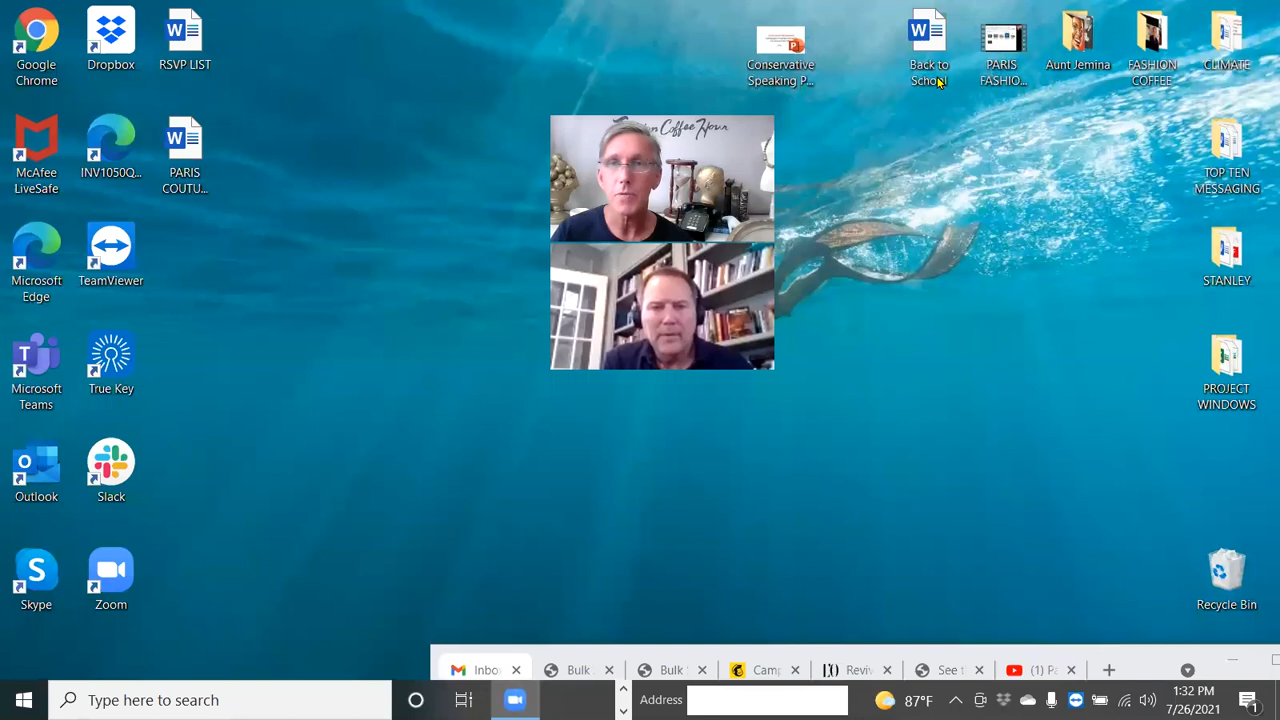 Google
Chrome
Dropbox
RSVP LIST
Conservative
Speaking P...
Back to
School
PARIS
FASHIO...
Aunt Jemina
FASHION
COFFEE
CLIMATE
Coffee Hour
McAfee
LiveSafe
INV1050Q...
PARIS
COUTU...
TOP TEN
MESSAGING
Microsoft
Edge
TeamViewer
STANLEY
Microsoft
Teams
True Key
PROJECT
WINDOWS
Outlook
Slack
Skype
Zoom
Recycle Bin
Inbo
Bulk
Bulk
Camp
Revie
See t
(1) Pa
Type here to search
Address
87°F
1:32 PM
7/26/2021
1